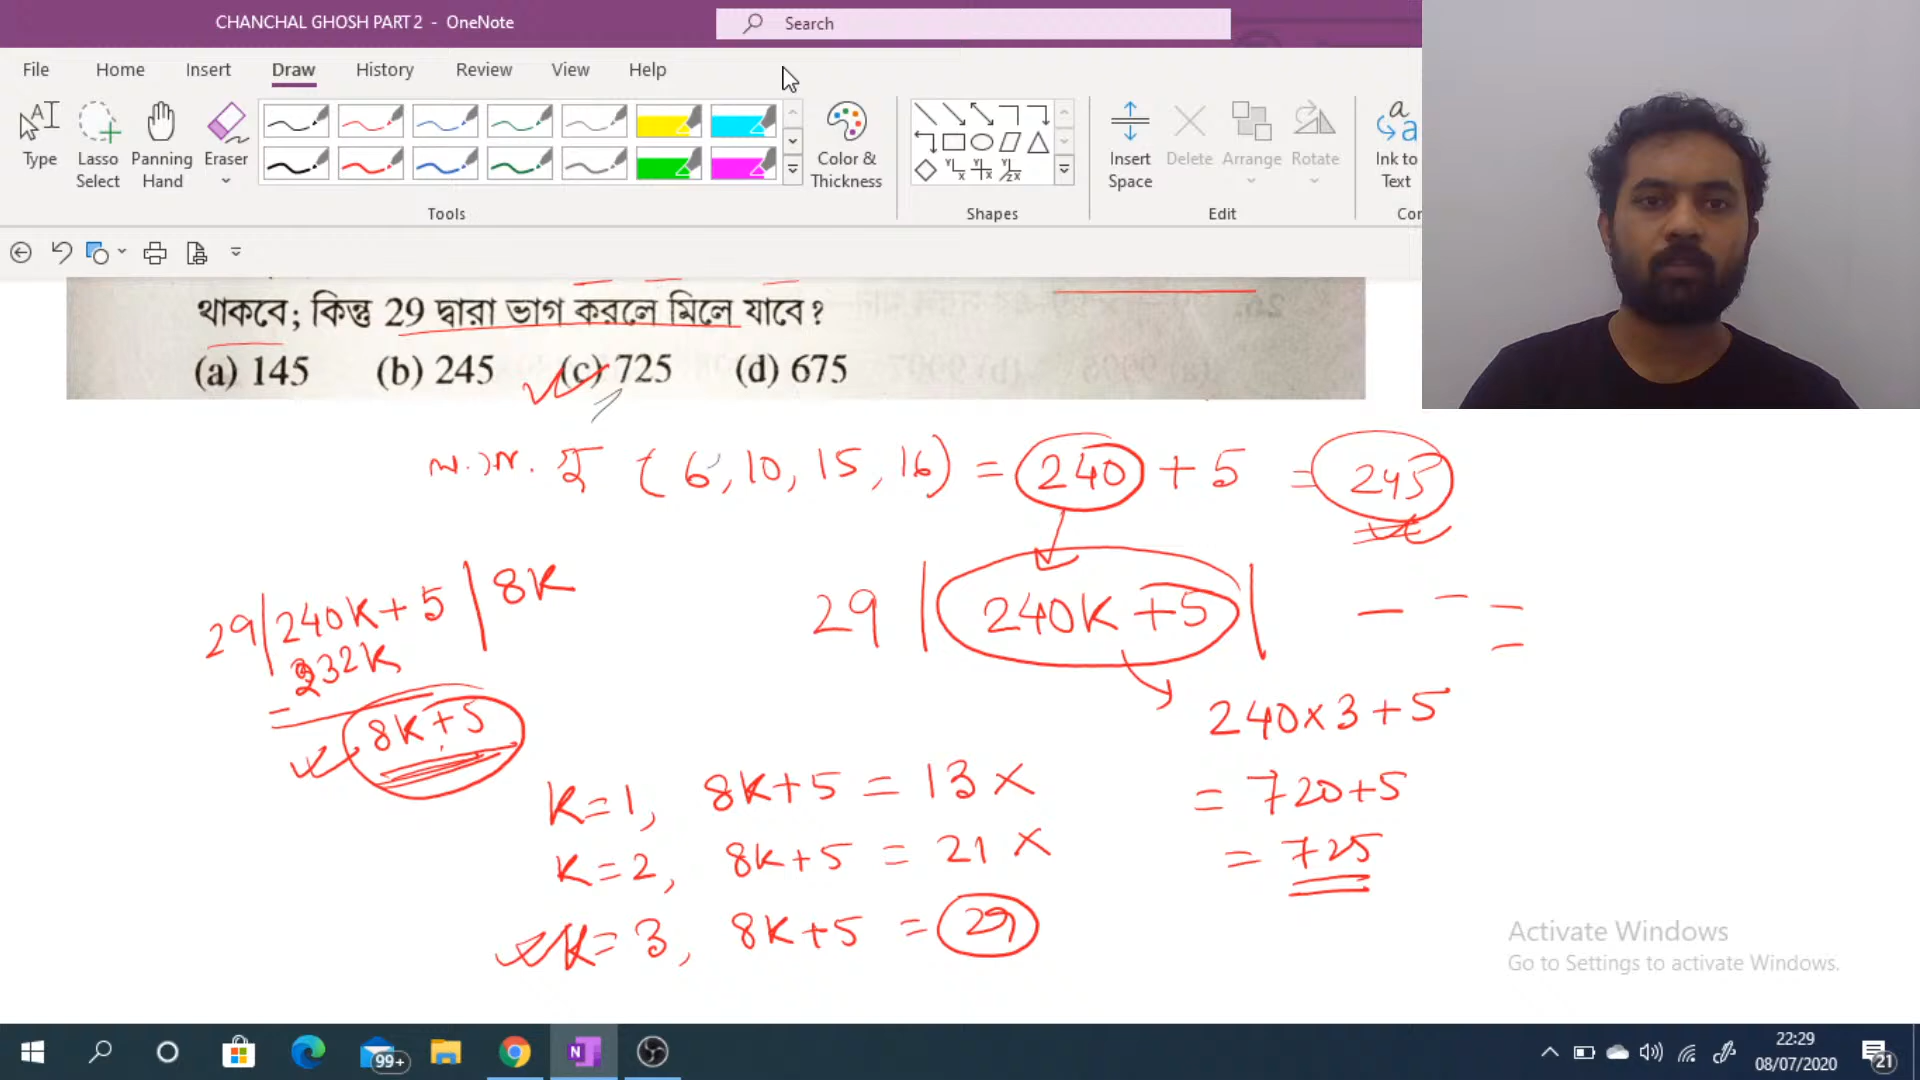 CHANCHAL GHOSH PART 2 - OneNote
Search
File Home Insert Draw History Review View Help
Type
Lasso Select
Panning Hand
Eraser
Color & Thickness
Insert Space
Delete
Arrange
Rotate
Ink to Text
Tools
Shapes
Edit
থাকবে; কিন্তু 29 দ্বারা ভাগ করলে মিলে যাবে?
(a) 145 (b) 245 (c) 725 (d) 675
(6, 10, 15, 16) = 240 + 5 = 245
29 | 240K + 5 | 8K
232K
8K + 5
29 | 240K + 5 |
240 × 3 + 5
= 720 + 5
= 725
K = 1, 8K + 5 = 13 ×
K = 2, 8K + 5 = 21 ×
K = 3, 8K + 5 = 29
Activate Windows
Go to Settings to activate Windows.
99+
22:29
08/07/2020
21